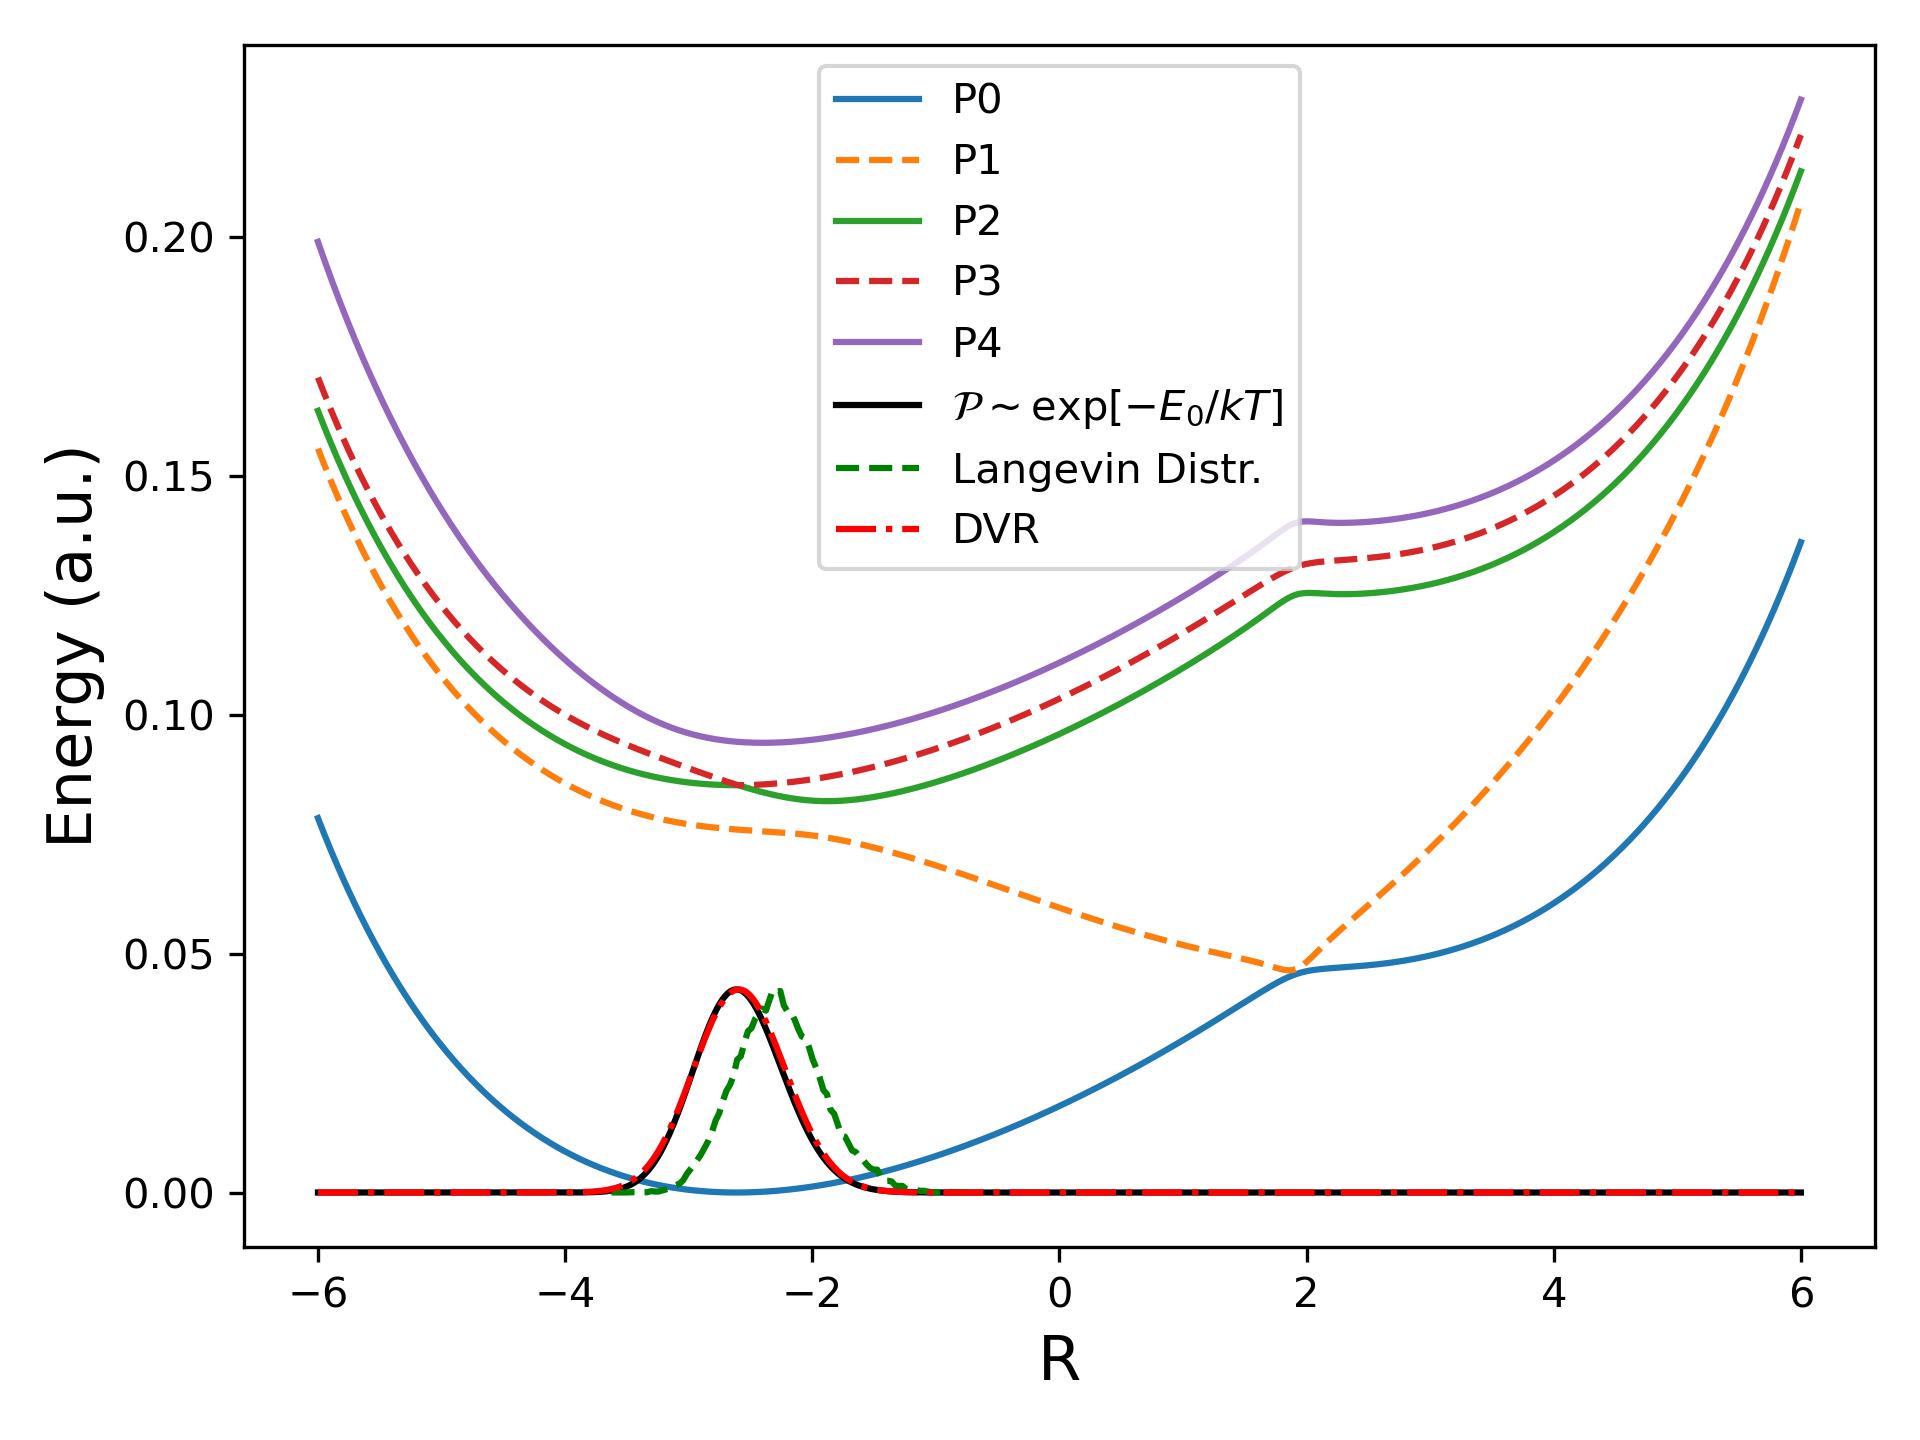 P0
P1
P2
P3
P4
𝒫 ~ exp[−E₀/kT]
Langevin Distr.
DVR
Energy (a.u.)
0.20
0.15
0.10
0.05
0.00
−6 −4 −2 0 2 4 6
R